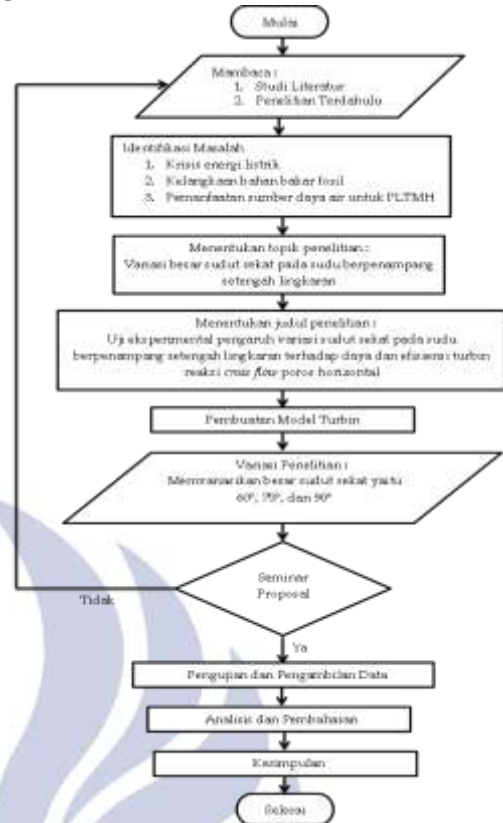 Mulai
Membaca :
1. Studi Literatur
2. Penelitian Terdahulu
Identifikasi Masalah
1. Krisis energi listrik
2. Kelangkaan bahan bakar fosil
3. Pemanfaatan sumber daya air untuk PLTMH
Menentukan topik penelitian :
Variasi besar sudut sekat pada sudu berpenampang
setengah lingkaran
Menentukan judul penelitian :
Uji eksperimental pengaruh variasi sudut sekat pada sudu
berpenampang setengah lingkaran terhadap daya dan efisiensi turbin
reaksi cross flow poros horizontal
Pembuatan Model Turbin
Variasi Penelitian :
Memvariasikan besar sudut sekat yaitu
60°, 75°, dan 90°
Seminar
Proposal
Tidak
Ya
Pengujian dan Pengambilan Data
Analisis dan Pembahasan
Kesimpulan
Selesai